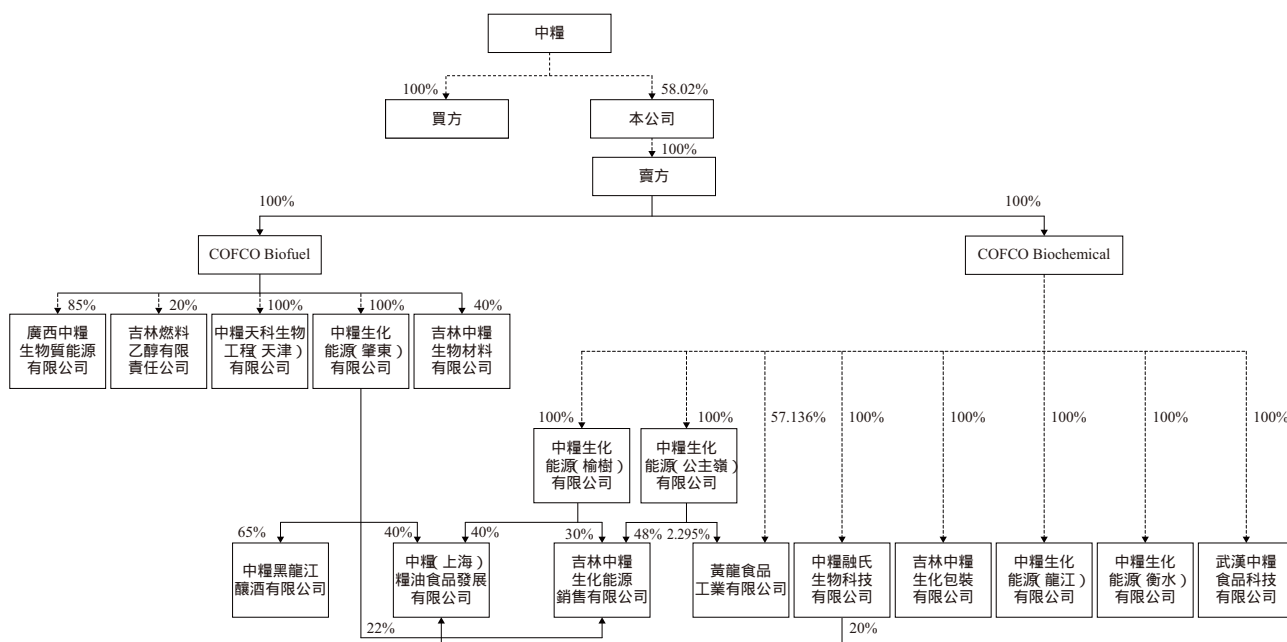 中糧
100%
58.02%
買方
本公司
100%
賣方
100%
100%
COFCO Biofuel
COFCO Biochemical
85%
20%
100%
100%
40%
廣西中糧
生物質能源
有限公司
吉林燃料
乙醇有限
責任公司
中糧天科生物
工程(天津)
有限公司
中糧生化
能源(肇東)
有限公司
吉林中糧
生物材料
有限公司
100%
100%
57.136%
100%
100%
100%
100%
100%
中糧生化
能源(榆樹)
有限公司
中糧生化
能源(公主嶺)
有限公司
65%
40%
40%
30%
48%
2.295%
中糧黑龍江
釀酒有限公司
中糧(上海)
糧油食品發展
有限公司
吉林中糧
生化能源
銷售有限公司
黃龍食品
工業有限公司
中糧融氏
生物科技
有限公司
吉林中糧
生化包裝
有限公司
中糧生化
能源(龍江)
有限公司
中糧生化
能源(衡水)
有限公司
武漢中糧
食品科技
有限公司
22%
20%